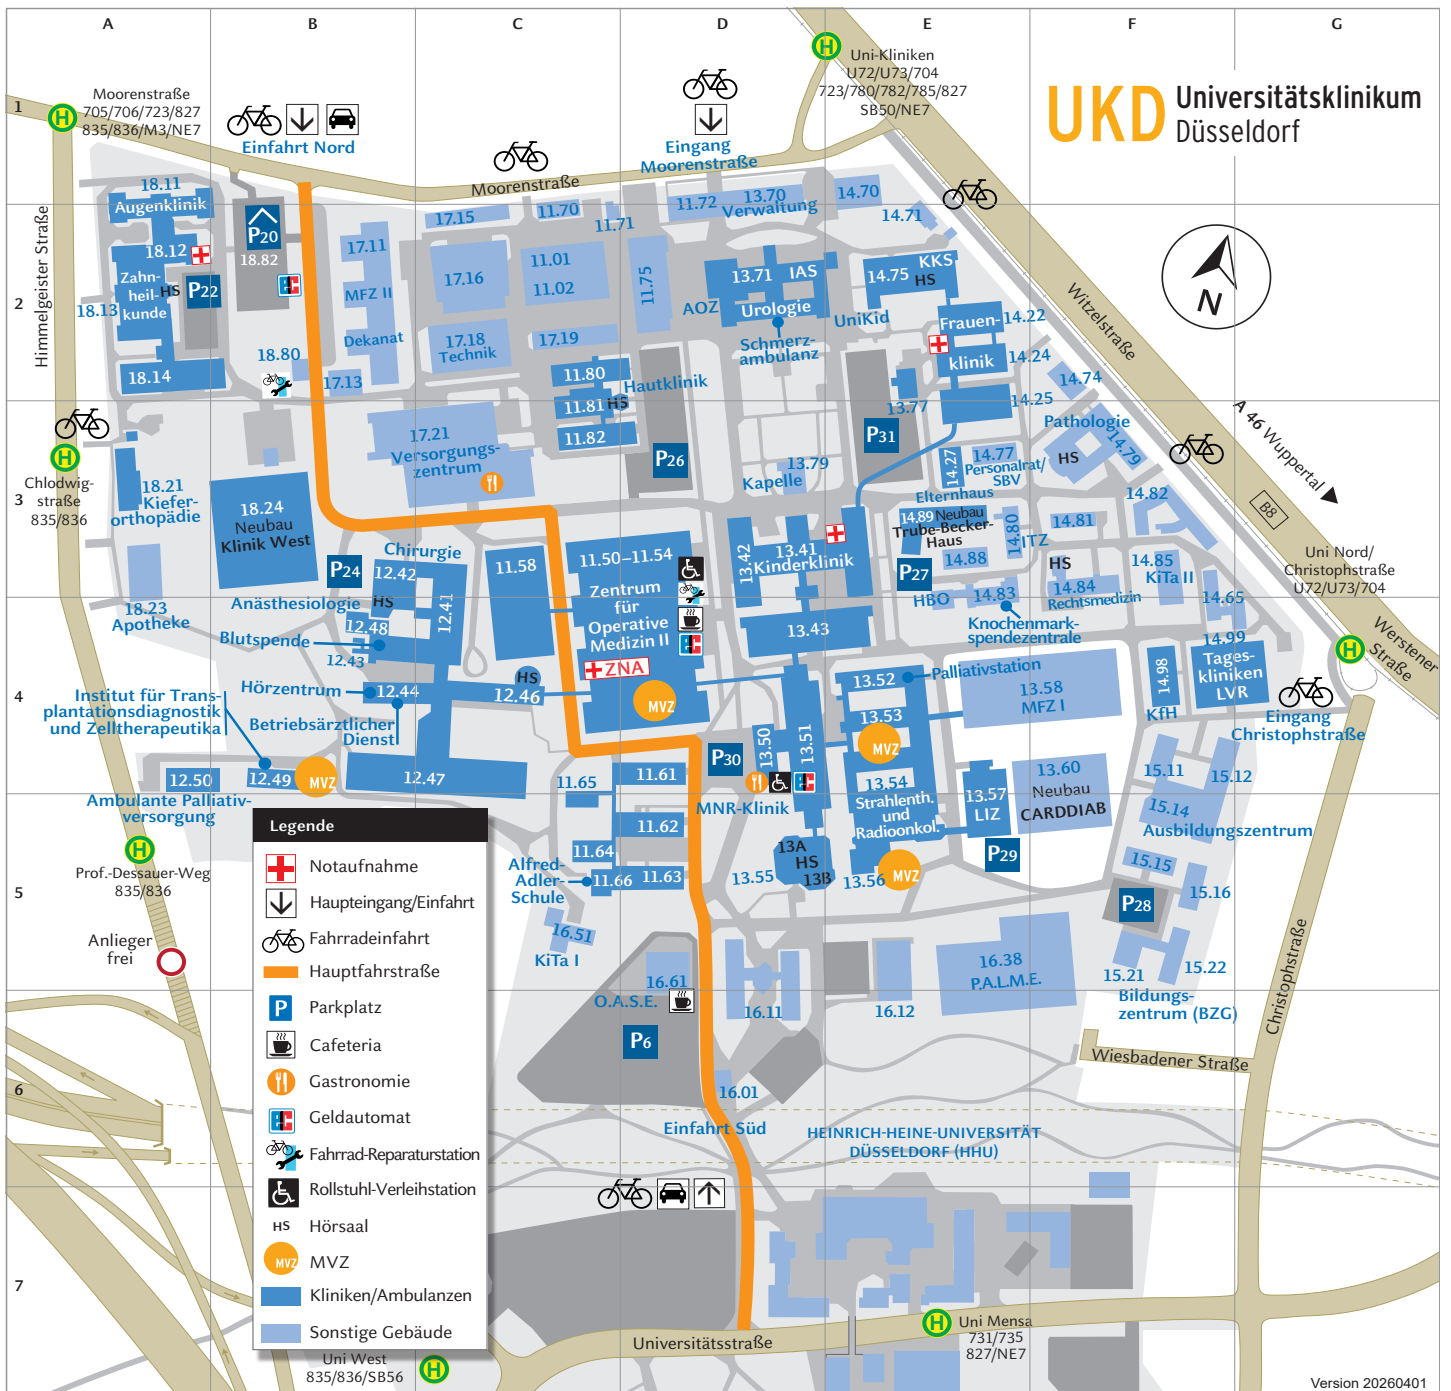 A
B
C
D
E
F
G
1
2
3
4
5
6
7
UKD Universitätsklinikum
Düsseldorf
Moorenstraße
705/706/723/827
835/836/M3/NE7
Einfahrt Nord
Eingang
Moorenstraße
Uni-Kliniken
U72/U73/704
723/780/782/785/827
SB50/NE7
Moorenstraße
Himmelgeister Straße
Witzelstraße
A 46 Wuppertal
B8
N
18.11
Augenklinik
18.12
Zahn-
heil-
kunde
HS
P22
18.13
18.14
P20
18.82
18.80
17.11
MFZ II
Dekanat
17.13
17.15
17.16
17.18
Technik
11.70
11.71
11.01
11.02
17.19
11.75
11.72
13.70
Verwaltung
14.70
14.71
13.71
IAS
AOZ
Urologie
Schmerz-
ambulanz
UniKid
14.75
KKS
HS
Frauen-
klinik
14.22
14.24
14.25
14.74
13.77
11.80
Hautklinik
11.81
HS
11.82
P26
P31
Pathologie
HS
14.79
14.77
Personalrat/
SBV
14.27
Elternhaus
14.89
Neubau
Trube-Becker-
Haus
14.80
ITZ
14.81
14.82
14.88
HS
14.84
Rechtsmedizin
14.85
KiTa II
14.65
14.83
HBO
Knochenmark-
spendezentrale
P27
13.79
Kapelle
13.42
13.41
Kinderklinik
13.43
17.21
Versorgungs-
zentrum
Chlodwig-
straße
835/836
18.21
Kiefer-
orthopädie
18.24
Neubau
Klinik West
P24
Chirurgie
12.42
HS
12.41
Anästhesiologie
12.48
Blutspende
12.43
18.23
Apotheke
11.58
11.50–11.54
Zentrum
für
Operative
Medizin II
ZNA
MVZ
Hörzentrum
12.44
HS
12.46
Institut für Trans-
plantationsdiagnostik
und Zelltherapeutika
Betriebsärztlicher
Dienst
12.50
12.49
MVZ
12.47
Ambulante Palliativ-
versorgung
Uni Nord/
Christophstraße
U72/U73/704
Werstener
Straße
14.99
Tages-
kliniken
LVR
14.98
KfH
Eingang
Christophstraße
Palliativstation
13.52
13.58
MFZ I
13.53
MVZ
13.50
13.51
P30
MNR-Klinik
13.54
Strahlenth.
und
Radioonkol.
13.57
LIZ
13.60
Neubau
CARDDIAB
P29
13A
HS
13B
13.55
13.56
MVZ
15.11
15.12
15.14
Ausbildungszentrum
15.15
15.16
P28
15.21
15.22
Bildungs-
zentrum (BZG)
11.65
11.61
11.62
11.64
11.63
11.66
Alfred-
Adler-
Schule
16.51
KiTa I
16.61
O.A.S.E.
P6
16.11
16.12
16.38
P.A.L.M.E.
16.01
Prof.-Dessauer-Weg
835/836
Anlieger
frei
Legende
Notaufnahme
Haupteingang/Einfahrt
Fahrradeinfahrt
Hauptfahrstraße
P Parkplatz
Cafeteria
Gastronomie
Geldautomat
Fahrrad-Reparaturstation
Rollstuhl-Verleihstation
HS Hörsaal
MVZ MVZ
Kliniken/Ambulanzen
Sonstige Gebäude
Einfahrt Süd
HEINRICH-HEINE-UNIVERSITÄT
DÜSSELDORF (HHU)
Wiesbadener Straße
Christophstraße
Universitätsstraße
Uni Mensa
731/735
827/NE7
Uni West
835/836/SB56
Version 20260401